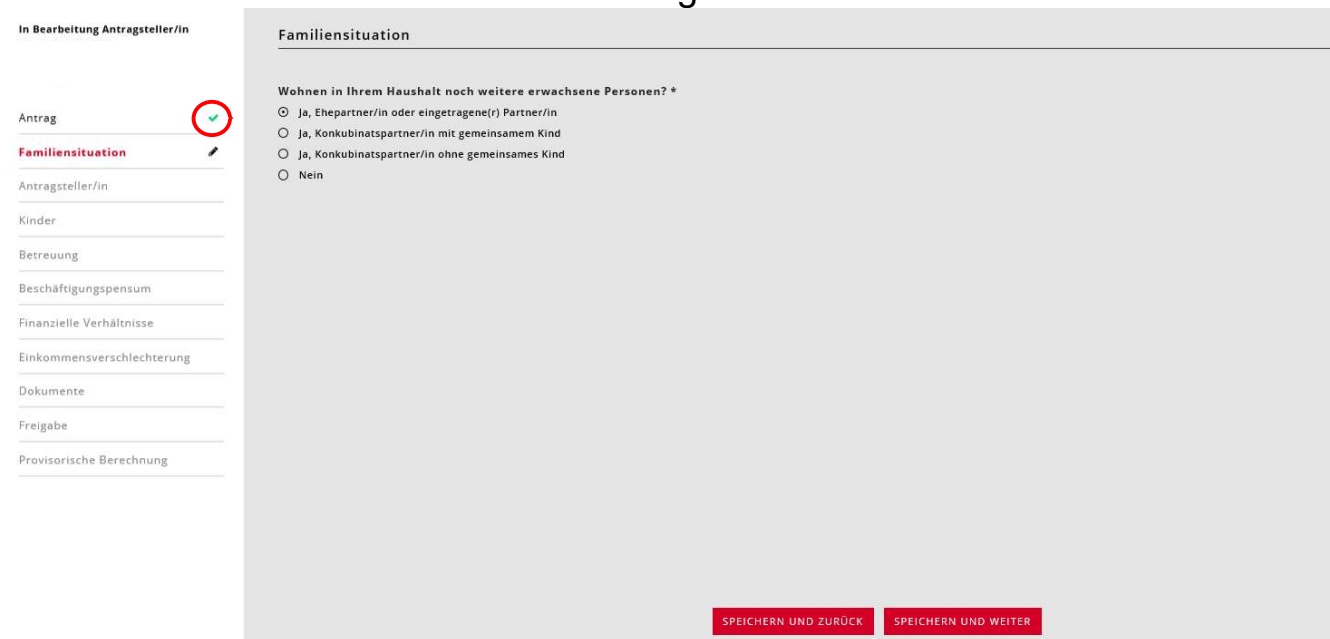 In Bearbeitung Antragsteller/in
Antrag
Familiensituation
Antragsteller/in
Kinder
Betreuung
Beschäftigungspensum
Finanzielle Verhältnisse
Einkommensverschlechterung
Dokumente
Freigabe
Provisorische Berechnung
Familiensituation
Wohnen in Ihrem Haushalt noch weitere erwachsene Personen? *
Ja, Ehepartner/in oder eingetragene(r) Partner/in
Ja, Konkubinatspartner/in mit gemeinsamem Kind
Ja, Konkubinatspartner/in ohne gemeinsames Kind
Nein
SPEICHERN UND ZURÜCK SPEICHERN UND WEITER